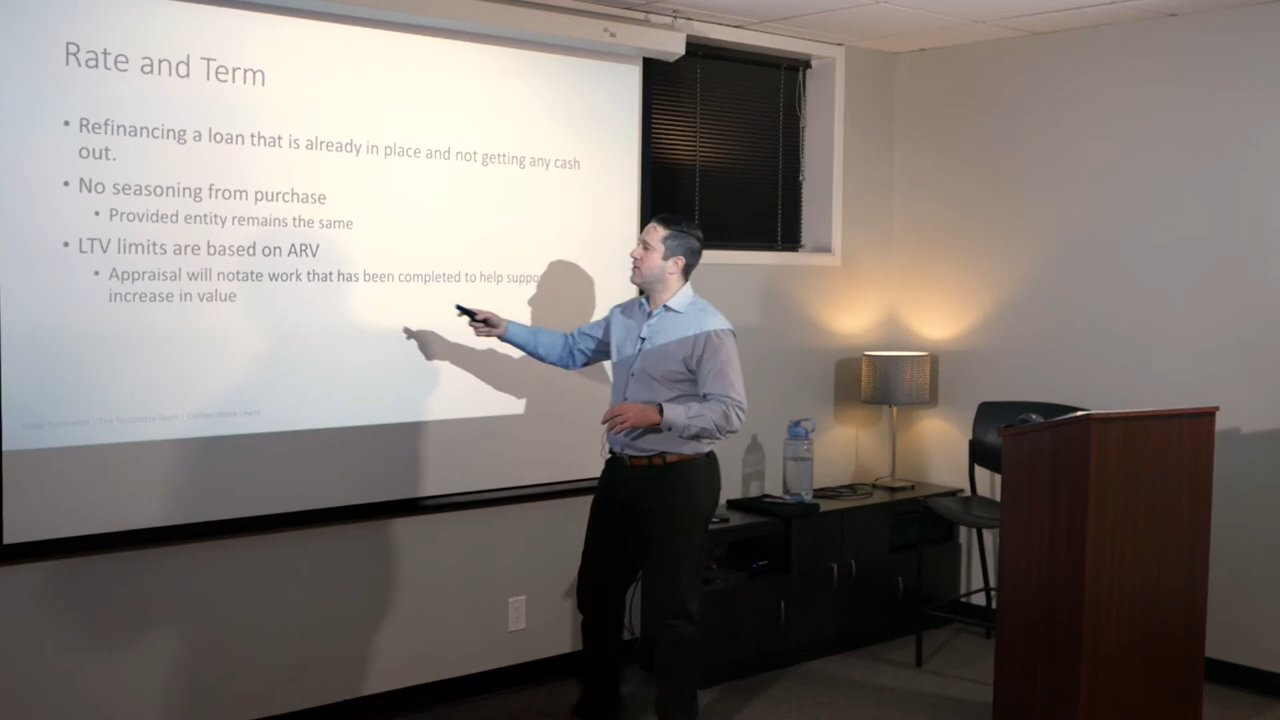 Rate and Term
• Refinancing a loan that is already in place and not getting any cash
out.
• No seasoning from purchase
• Provided entity remains the same
• LTV limits are based on ARV
• Appraisal will notate work that has been completed to help suppo
increase in value